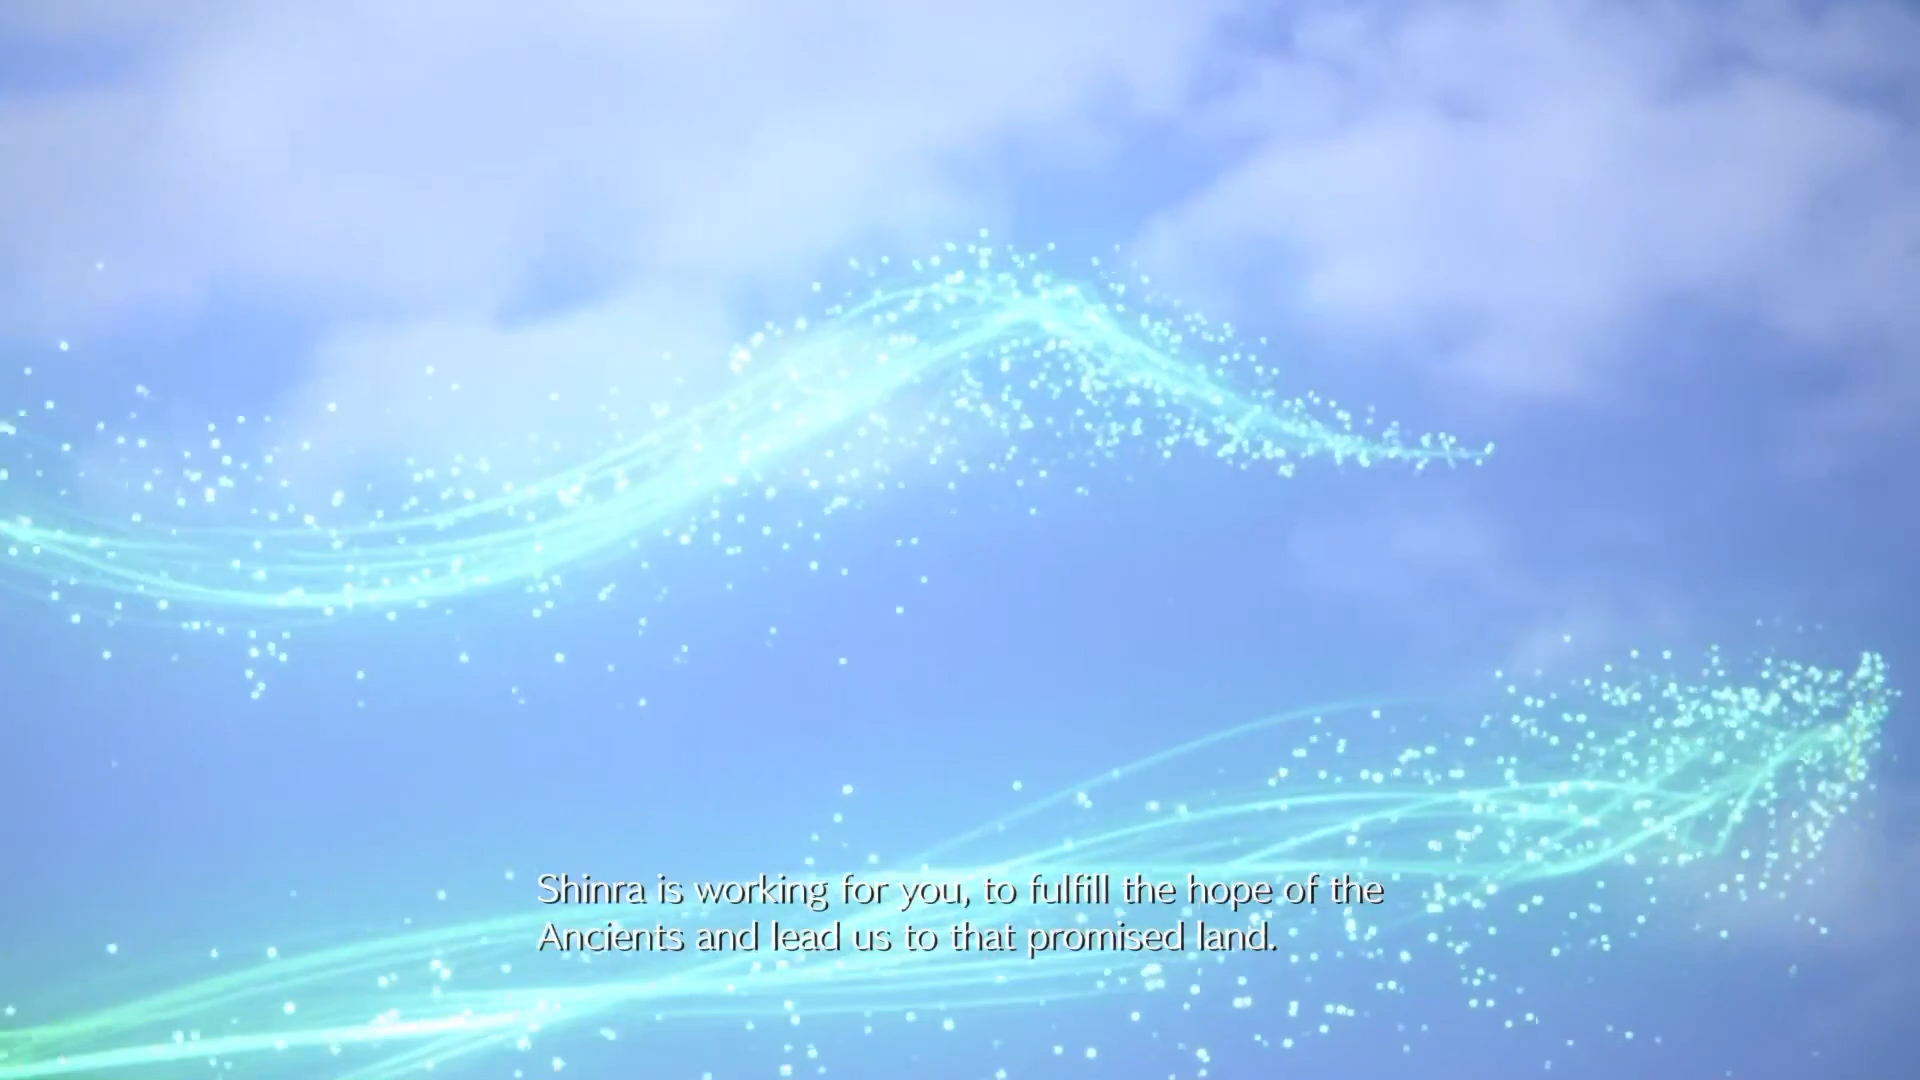 Shinra is working for you, to fulfill the hope of the
Ancients and lead us to that promised land.